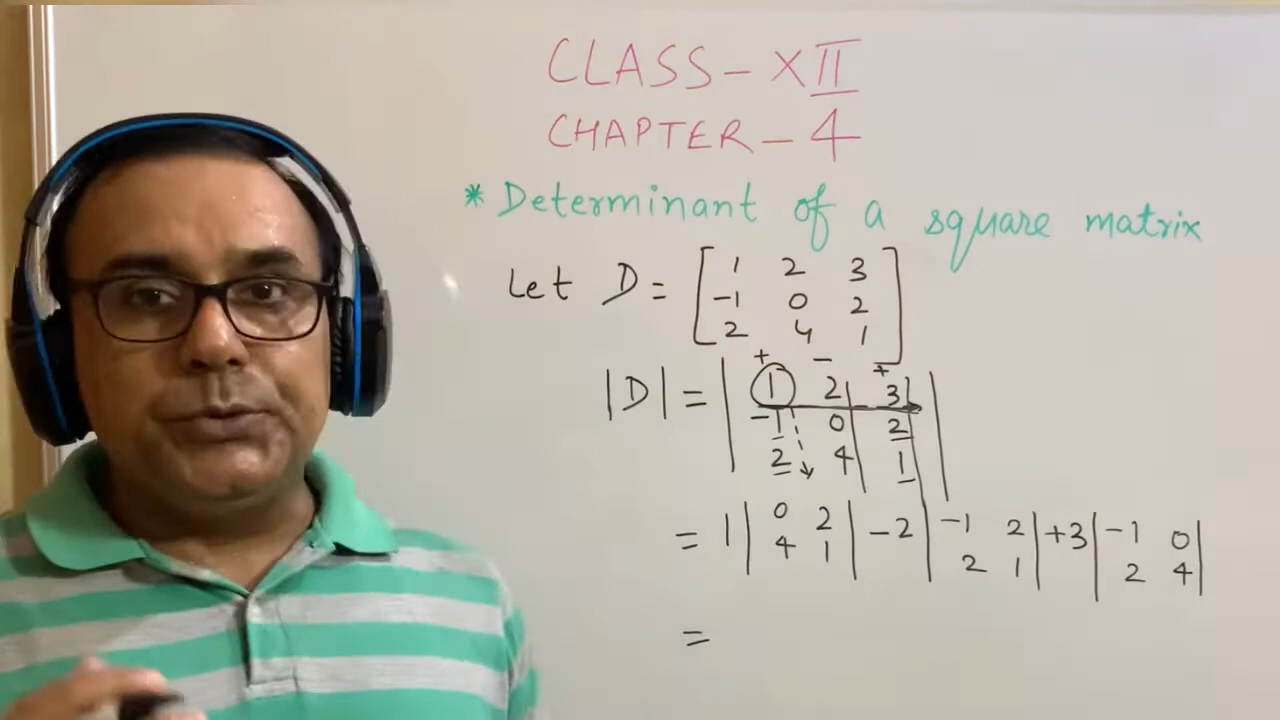 CLASS - XII
CHAPTER - 4
* Determinant of a square matrix
Let D = [ 1 2 3
-1 0 2
2 4 1 ]
+ - +
|D| = | 1 2 3
-1 0 2
2 4 1 |
= 1 | 0 2 | - 2 | -1 2 | + 3 | -1 0 |
4 1 2 1 2 4
=